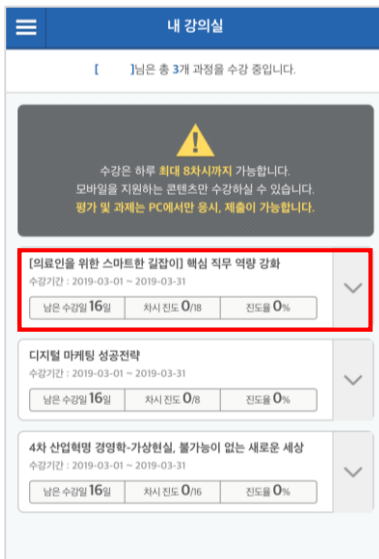 내 강의실
[ ]님은 총 3개 과정을 수강 중입니다.
수강은 하루 최대 8차시까지 가능합니다.
모바일을 지원하는 콘텐츠만 수강하실 수 있습니다.
평가 및 과제는 PC에서만 응시, 제출이 가능합니다.
[의료인을 위한 스마트한 길잡이] 핵심 직무 역량 강화
수강기간 : 2019-03-01 ~ 2019-03-31
남은 수강일 16일 차시 진도 0/18 진도율 0%
디지털 마케팅 성공전략
수강기간 : 2019-03-01 ~ 2019-03-31
남은 수강일 16일 차시 진도 0/8 진도율 0%
4차 산업혁명 경영학-가상현실, 불가능이 없는 새로운 세상
수강기간 : 2019-03-01 ~ 2019-03-31
남은 수강일 16일 차시 진도 0/16 진도율 0%